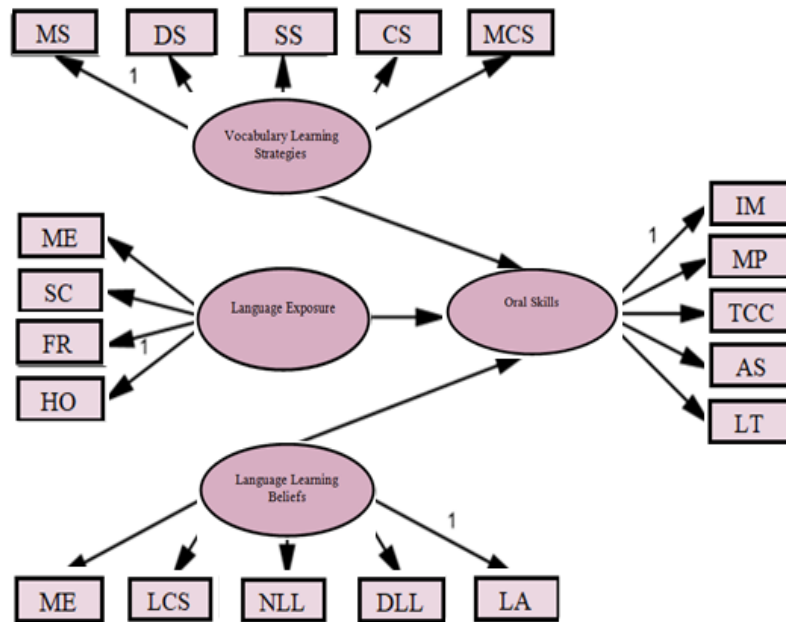 MS
DS
SS
CS
MCS
1
Vocabulary Learning
Strategies
ME
SC
FR
HO
1
Language Exposure
Oral Skills
1
IM
MP
TCC
AS
LT
Language Learning
Beliefs
1
ME
LCS
NLL
DLL
LA